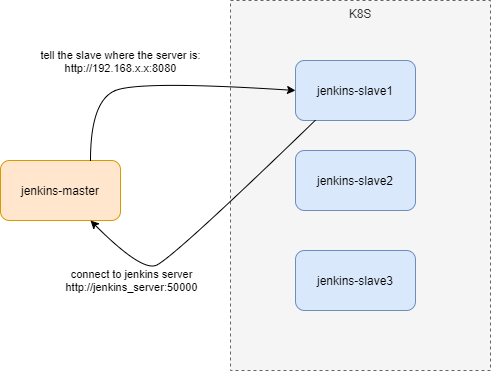 K8S
tell the slave where the server is:
http://192.168.x.x:8080
jenkins-slave1
jenkins-master
jenkins-slave2
connect to jenkins server
http://jenkins_server:50000
jenkins-slave3